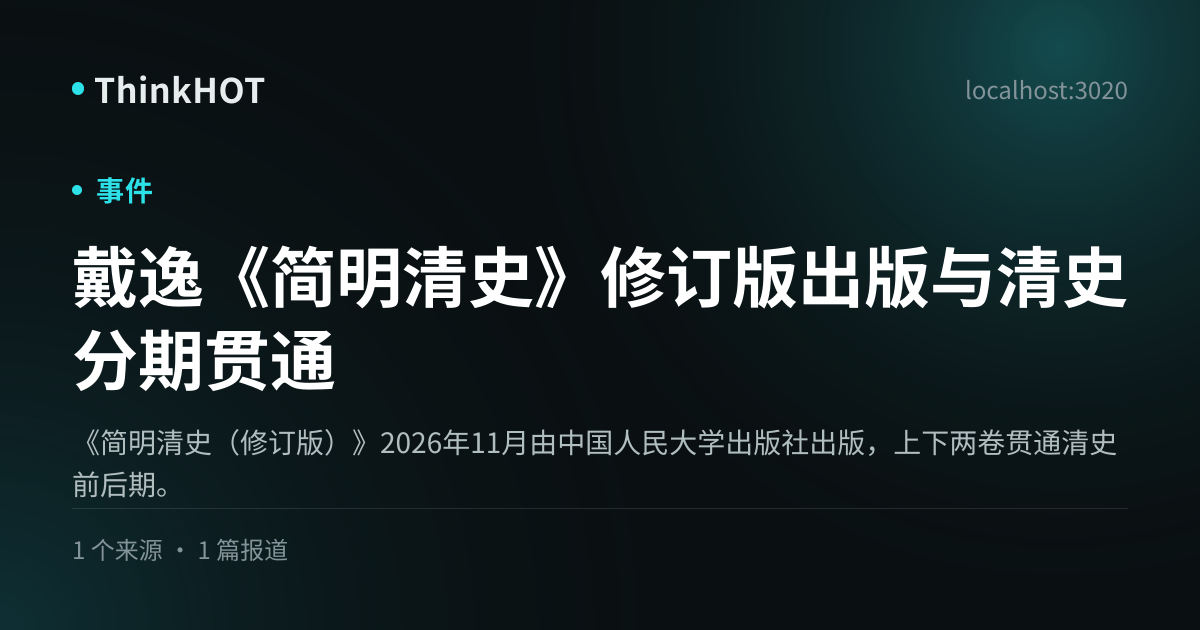 ThinkHOT
localhost:3020
事件
戴逸《简明清史》修订版出版与清史
分期贯通
《简明清史（修订版）》2026年11月由中国人民大学出版社出版，上下两卷贯通清史
前后期。
1 个来源 · 1 篇报道